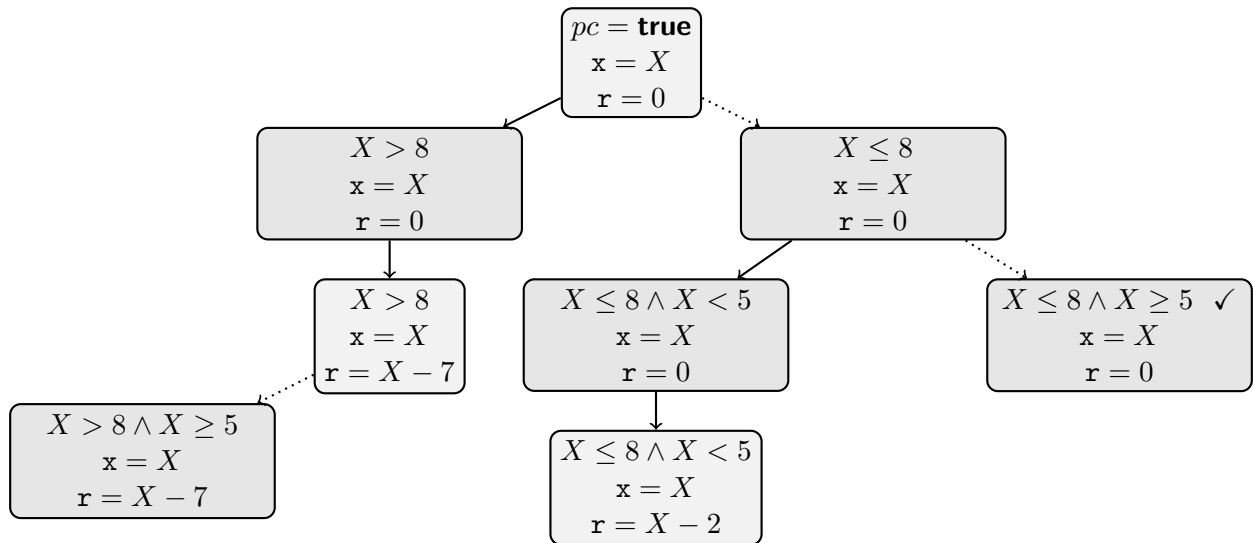 pc = true
x = X
r = 0
X > 8
x = X
r = 0
X ≤ 8
x = X
r = 0
X > 8
x = X
r = X − 7
X ≤ 8 ∧ X < 5
x = X
r = 0
X ≤ 8 ∧ X ≥ 5 ✓
x = X
r = 0
X > 8 ∧ X ≥ 5
x = X
r = X − 7
X ≤ 8 ∧ X < 5
x = X
r = X − 2